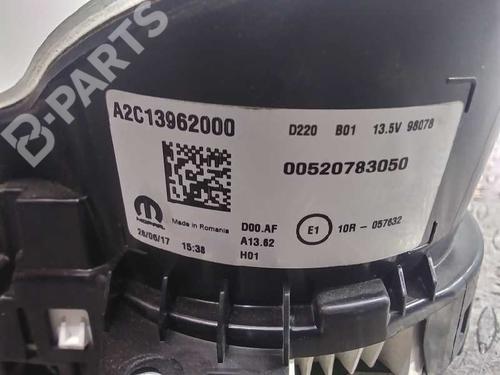 B-PARTS
A2C13962000
D220 B01 13.5V 98078
00520783050
MOPAR
Made in Romania
28/06/17 15:38
D00.AF
A13.62
H01
E1
10R - 057632